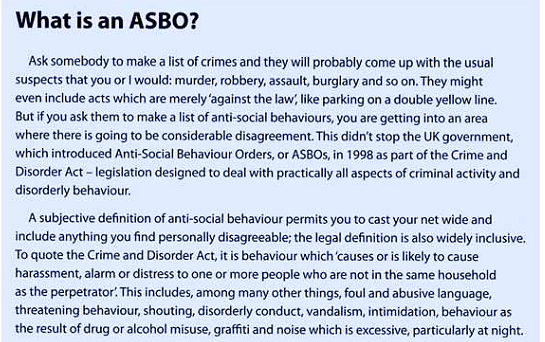 What is an ASBO?
Ask somebody to make a list of crimes and they will probably come up with the usual
suspects that you or I would: murder, robbery, assault, burglary and so on. They might
even include acts which are merely 'against the law', like parking on a double yellow line.
But if you ask them to make a list of anti-social behaviours, you are getting into an area
where there is going to be considerable disagreement. This didn't stop the UK government,
which introduced Anti-Social Behaviour Orders, or ASBOs, in 1998 as part of the Crime and
Disorder Act – legislation designed to deal with practically all aspects of criminal activity and
disorderly behaviour.
A subjective definition of anti-social behaviour permits you to cast your net wide and
include anything you find personally disagreeable; the legal definition is also widely inclusive.
To quote the Crime and Disorder Act, it is behaviour which 'causes or is likely to cause
harassment, alarm or distress to one or more people who are not in the same household
as the perpetrator'. This includes, among many other things, foul and abusive language,
threatening behaviour, shouting, disorderly conduct, vandalism, intimidation, behaviour as
the result of drug or alcohol misuse, graffiti and noise which is excessive, particularly at night.